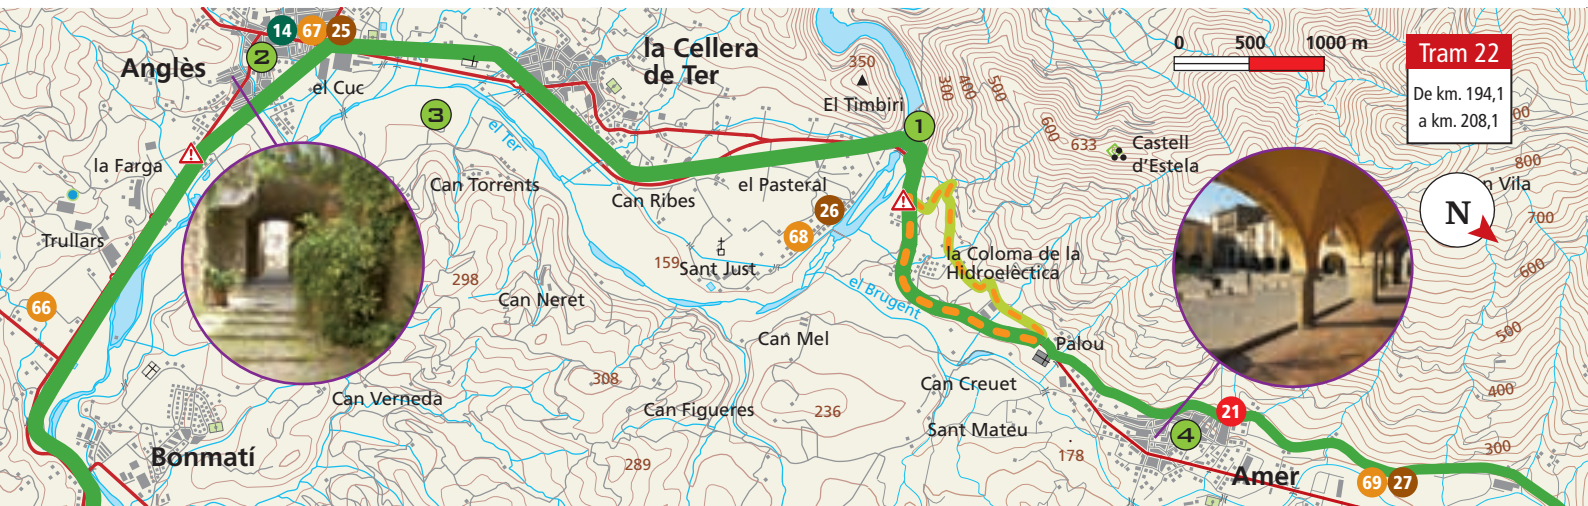 14
67
25
2
Anglès
el Cuc
la Cellera
de Ter
350
El Timbiri
300
400
500
600
0
500
1000 m
Tram 22
De km. 194,1
a km. 208,1
00
800
700
600
500
400
300
N
n Vila
3
el Ter
1
633
Castell
d'Estela
la Farga
Can Torrents
Can Ribes
el Pasteral
26
68
Trullars
66
298
159
Sant Just
Can Neret
la Coloma de la
Hidroelèctica
el Brugent
Can Mel
Palou
308
Can Verneda
Can Figueres
236
Can Creuet
Sant Mateu
178
289
Bonmatí
21
4
Amer
69
27